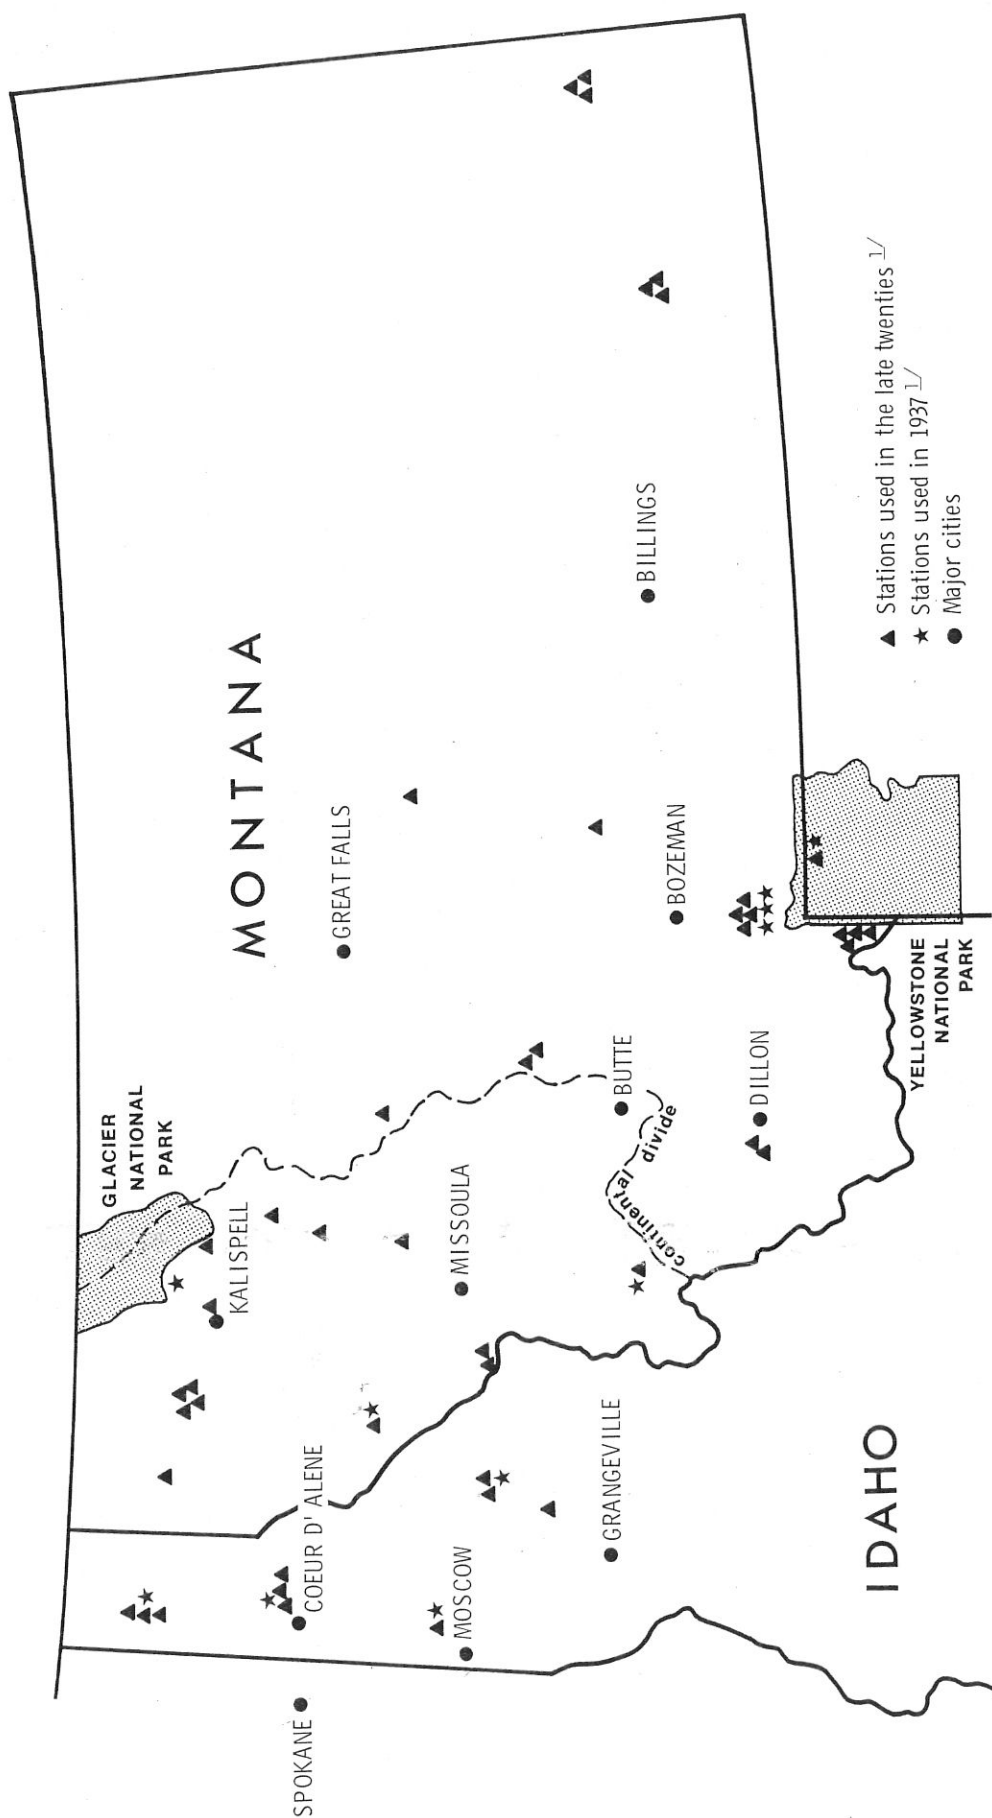 MONTANA
IDAHO
GLACIER
NATIONAL
PARK
KALISPELL
GREAT FALLS
MISSOULA
COEUR D' ALENE
SPOKANE
MOSCOW
GRANGEVILLE
BUTTE
continental divide
DILLON
BOZEMAN
BILLINGS
YELLOWSTONE
NATIONAL
PARK
▲ Stations used in the late twenties 1/
★ Stations used in 1937 1/
● Major cities